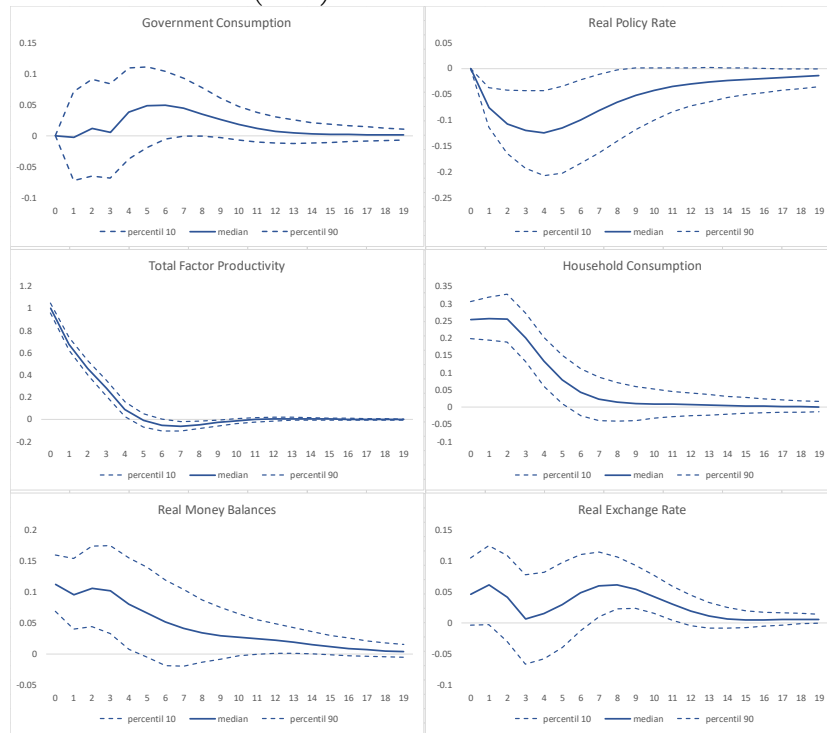 Government Consumption
0.15
0.1
0.05
0
-0.05
-0.1
0 1 2 3 4 5 6 7 8 9 10 11 12 13 14 15 16 17 18 19
percentil 10 median percentil 90
Real Policy Rate
0.05
0
-0.05
-0.1
-0.15
-0.2
-0.25
0 1 2 3 4 5 6 7 8 9 10 11 12 13 14 15 16 17 18 19
percentil 10 median percentil 90
Total Factor Productivity
1.2
1
0.8
0.6
0.4
0.2
0
-0.2
0 1 2 3 4 5 6 7 8 9 10 11 12 13 14 15 16 17 18 19
percentil 10 median percentil 90
Household Consumption
0.35
0.3
0.25
0.2
0.15
0.1
0.05
0
-0.05
-0.1
0 1 2 3 4 5 6 7 8 9 10 11 12 13 14 15 16 17 18 19
percentil 10 median percentil 90
Real Money Balances
0.2
0.15
0.1
0.05
0
-0.05
0 1 2 3 4 5 6 7 8 9 10 11 12 13 14 15 16 17 18 19
percentil 10 median percentil 90
Real Exchange Rate
0.15
0.1
0.05
0
-0.05
-0.1
0 1 2 3 4 5 6 7 8 9 10 11 12 13 14 15 16 17 18 19
percentil 10 median percentil 90